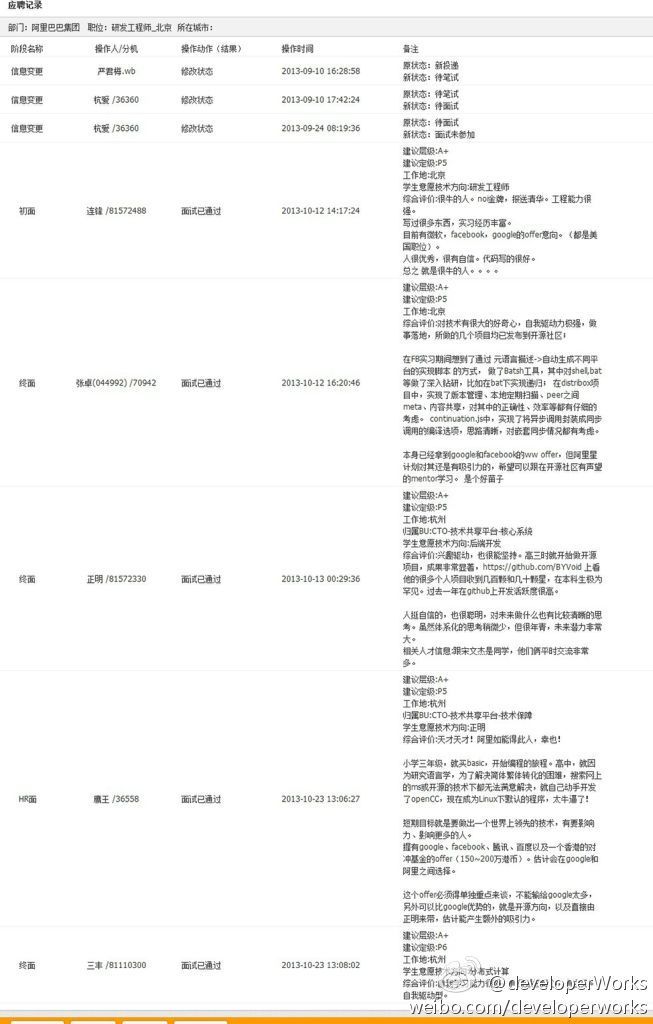 应聘记录
部门：阿里巴巴集团 职位：研发工程师_北京 所在城市：
阶段名称 操作人/分机 操作动作（结果） 操作时间 备注
信息变更 严君梅.wb 修改状态 2013-09-10 16:28:58 原状态：新投递
新状态：待笔试
信息变更 杭爱 /36360 修改状态 2013-09-10 17:42:24 原状态：待笔试
新状态：待面试
信息变更 杭爱 /36360 修改状态 2013-09-24 08:19:36 原状态：待面试
新状态：面试未参加
初面 连锋 /81572488 面试已通过 2013-10-12 14:17:24
建议层级:A+
建议定级:P5
工作地:北京
学生意愿技术方向:研发工程师
综合评价:很牛的人。noi金牌，报送清华。工程能力很
强。
写过很多东西，实习经历丰富。
目前有微软，facebook，google的offer意向。（都是美
国职位）。
人很优秀，很有自信。代码写的很好。
总之 就是很牛的人。。。。
终面 张卓(044992) /70942 面试已通过 2013-10-12 16:20:46
建议层级:A+
建议定级:P5
工作地:北京
综合评价:对技术有很大的好奇心，自我驱动力极强，做
事落地，所做的几个项目均已发布到开源社区：
在FB实习期间想到了通过 元语言描述->自动生成不同平
台的实现脚本 的方式， 做了Batsh工具，其中对shell,bat
等做了深入钻研，比如在bat下实现递归； 在distribox项
目中，实现了版本管理、本地定期扫描、peer之间
meta、内容共享，对其中的正确性、效率等都有仔细的
考虑。 continuation.js中，实现了将异步调用封装成同步
调用的编译选项，思路清晰，对嵌套同步情况都有考虑。
本身已经拿到google和facebook的ww offer，但阿里星
计划对其还是有吸引力的，希望可以跟在开源社区有声望
的mentor学习。 是个好苗子
终面 正明 /81572330 面试已通过 2013-10-13 00:29:36
建议层级:A+
建议定级:P5
工作地:杭州
归属BU:CTO-技术共享平台-核心系统
学生意愿技术方向:后端开发
综合评价:兴趣驱动，也很能坚持。高三时就开始做开源
项目，成果非常显著，https://github.com/BYVoid 上看
他的很多个人项目收到几百颗和几十颗星，在本科生极为
罕见。过去一年在github上开发活跃度很高。
人挺自信的，也很聪明，对未来做什么也有比较清晰的思
考。虽然体系化的思考稍微少，但很年青，未来潜力非常
大。
相关人才信息:跟宋文杰是同学，他们俩平时交流非常
多。
HR面 鹰王 /36558 面试已通过 2013-10-23 13:06:27
建议层级:A+
建议定级:P5
工作地:杭州
归属BU:CTO-技术共享平台-技术保障
学生意愿技术方向:正明
综合评价:天才天才！阿里如能得此人，幸也！
小学三年级，就买basic，开始编程的旅程。高中，就因
为研究语言学，为了解决简体繁体转化的困难，搜索网上
的ms或开源的技术下都无法满意解决，就自己动手开发
了openCC，现在成为Linux下默认的程序，太牛逼了！
短期目标就是要做出一个世界上领先的技术，有要影响
力、影响更多的人。
握有google、facebook、腾讯、百度以及一个香港的对
冲基金的offer（150~200万港币）。估计会在google和
阿里之间选择。
这个offer必须得单独重点来谈，不能输给google太多，
另外可以比google优势的，就是开源方向，以及直接由
正明来带，估计能产生额外的吸引力。
终面 三丰 /81110300 面试已通过 2013-10-23 13:08:02
建议层级:A+
建议定级:P6
工作地:杭州
学生意愿技术方向:分布式计算
综合评价:
自我驱动型。
@developerWorks
weibo.com/developerworks